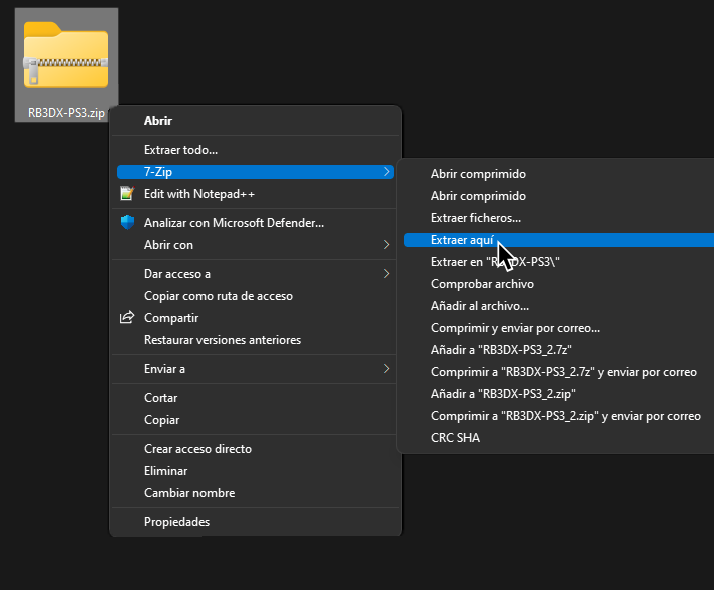 RB3DX-PS3.zip
Abrir
Extraer todo...
7-Zip
Edit with Notepad++
Analizar con Microsoft Defender...
Abrir con
Dar acceso a
Copiar como ruta de acceso
Compartir
Restaurar versiones anteriores
Enviar a
Cortar
Copiar
Crear acceso directo
Eliminar
Cambiar nombre
Propiedades
Abrir comprimido
Abrir comprimido
Extraer ficheros...
Extraer aquí
Extraer en "RB3DX-PS3\"
Comprobar archivo
Añadir al archivo...
Comprimir y enviar por correo...
Añadir a "RB3DX-PS3_2.7z"
Comprimir a "RB3DX-PS3_2.7z" y enviar por correo
Añadir a "RB3DX-PS3_2.zip"
Comprimir a "RB3DX-PS3_2.zip" y enviar por correo
CRC SHA